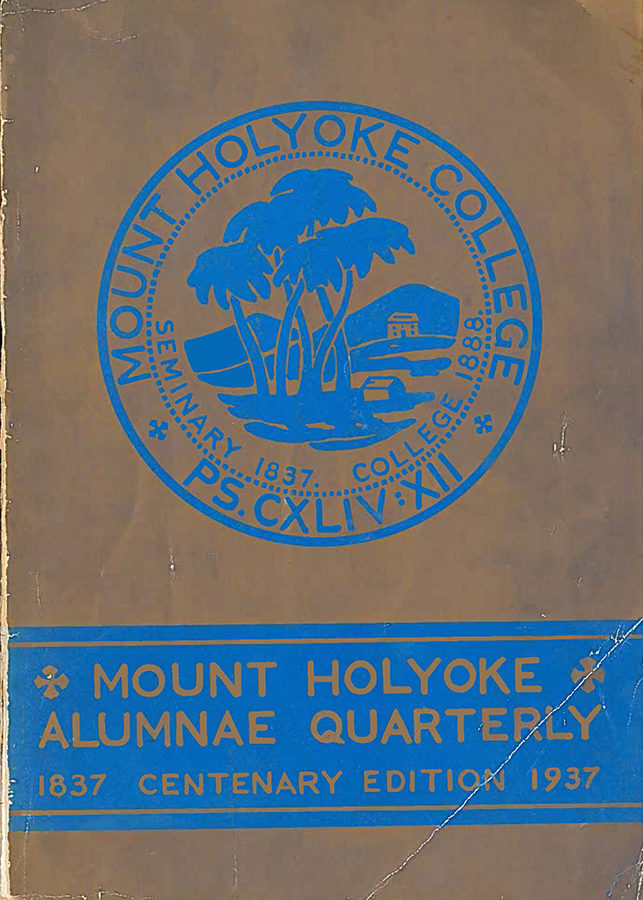 MOUNT HOLYOKE COLLEGE
SEMINARY 1837. COLLEGE 1888.
PS. CXLIV:XII
MOUNT HOLYOKE
ALUMNAE QUARTERLY
1837 CENTENARY EDITION 1937